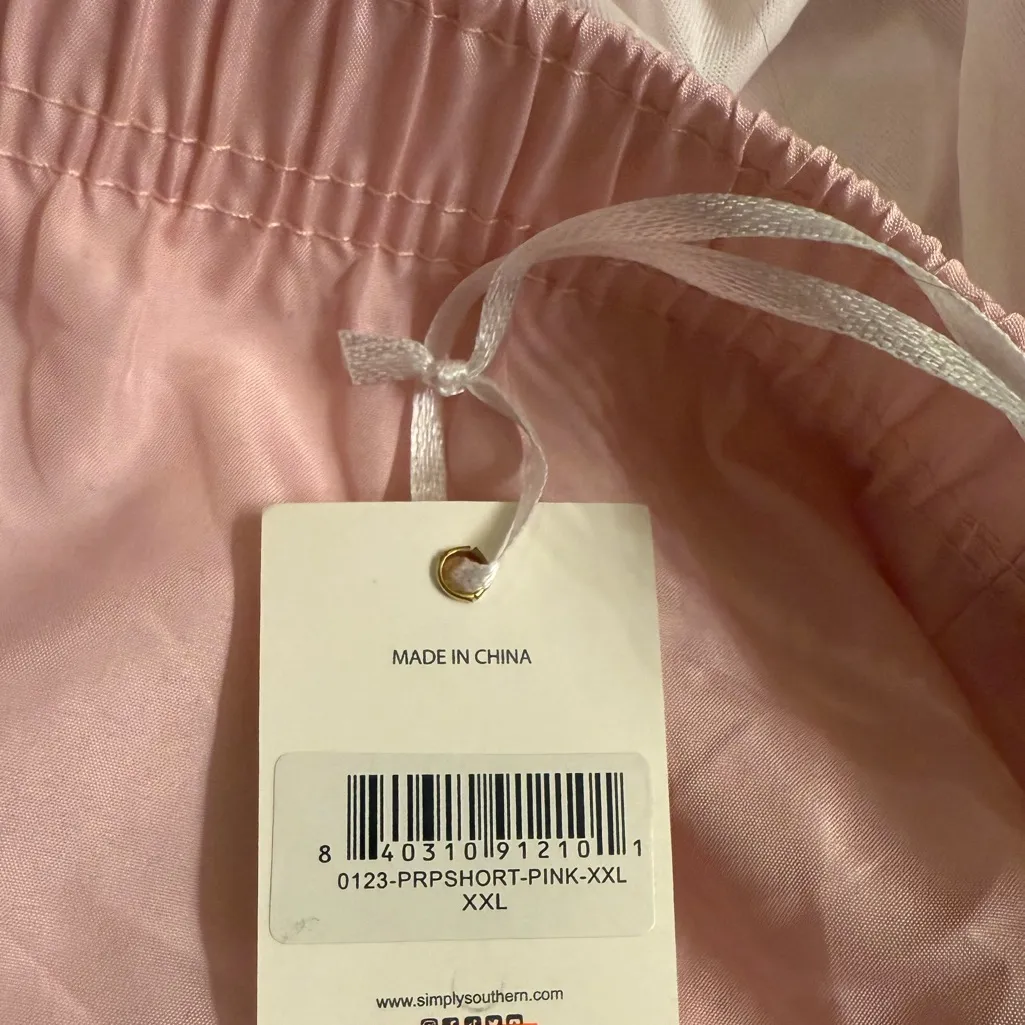 MADE IN CHINA
8 40310 91210 1
0123-PRPSHORT-PINK-XXL
XXL
www.simplysouthern.com